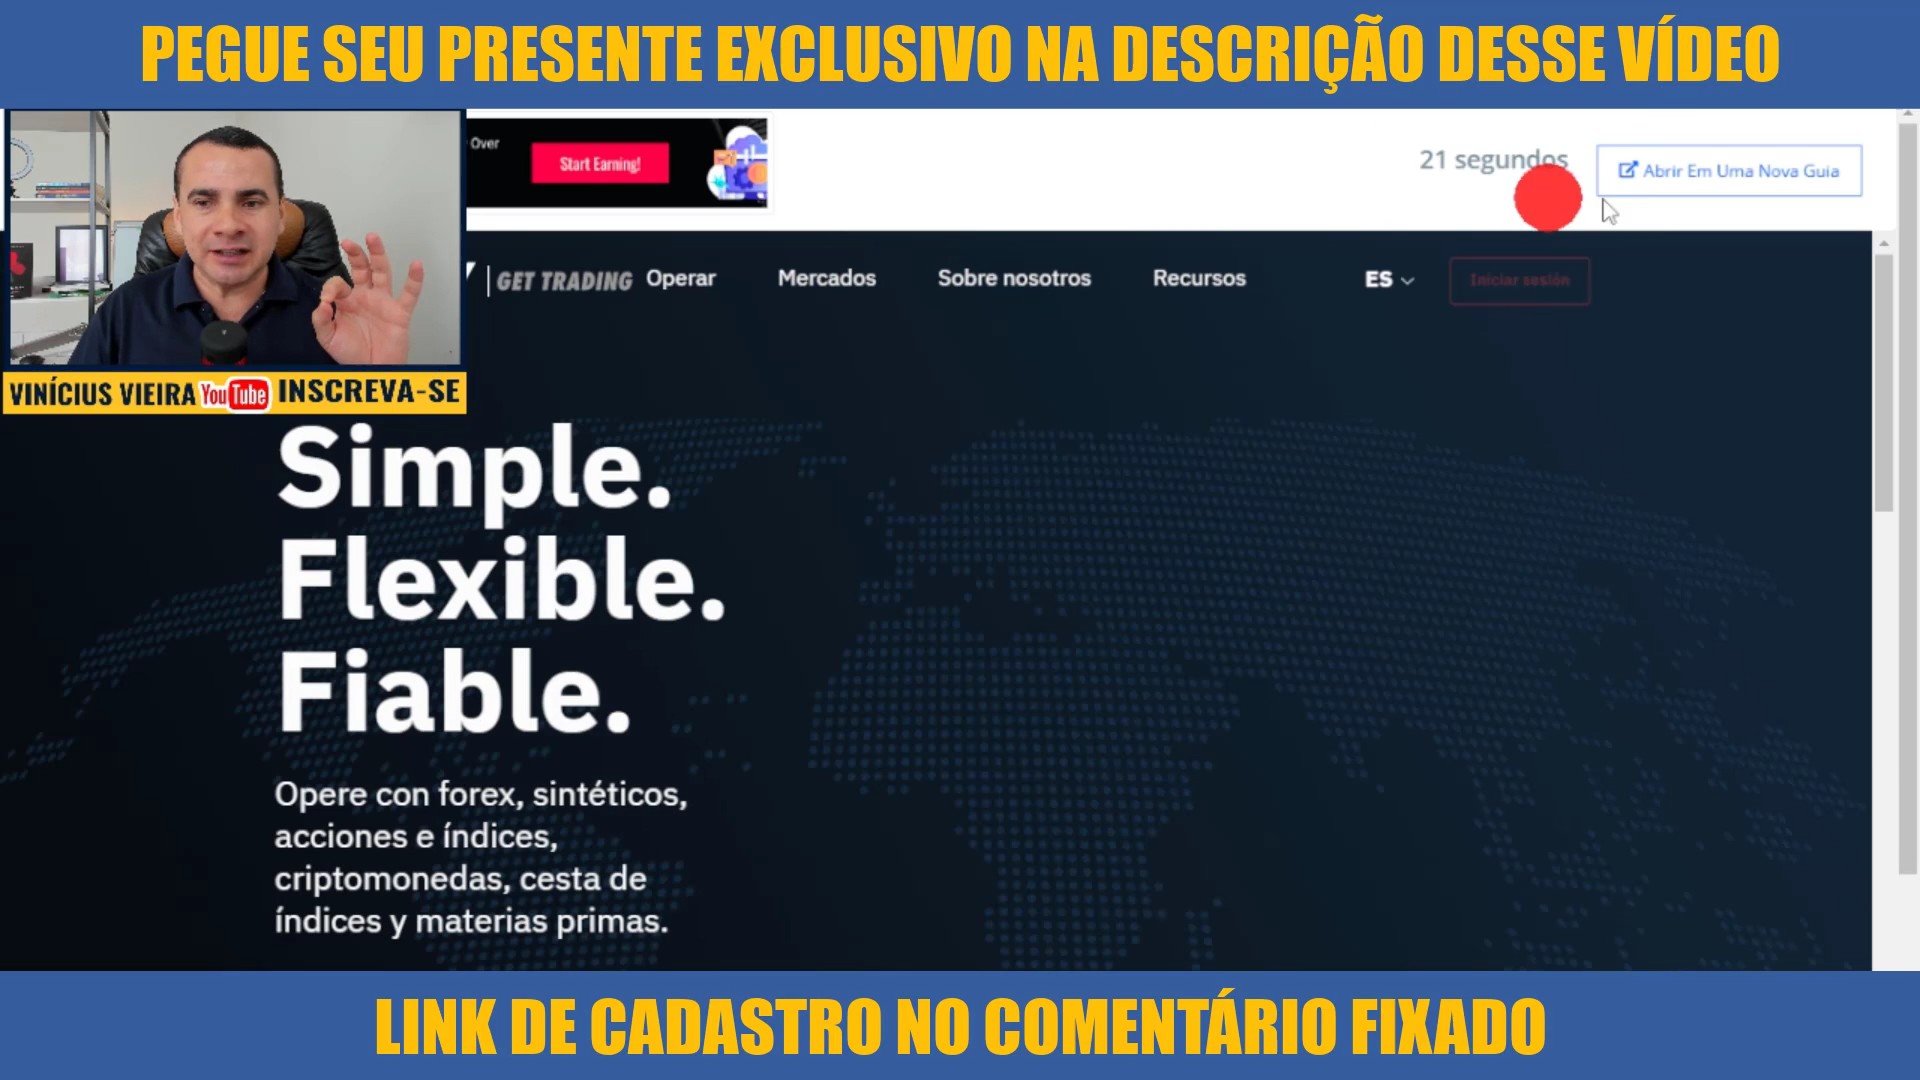 PEGUE SEU PRESENTE EXCLUSIVO NA DESCRIÇÃO DESSE VÍDEO
Over
Start Earning!
21 segundos
Abrir Em Uma Nova Guia
GET TRADING
Operar
Mercados
Sobre nosotros
Recursos
ES
Iniciar sesión
VINÍCIUS VIEIRA YouTube INSCREVA-SE
Simple.
Flexible.
Fiable.
Opere con forex, sintéticos,
acciones e índices,
criptomonedas, cesta de
índices y materias primas.
LINK DE CADASTRO NO COMENTÁRIO FIXADO